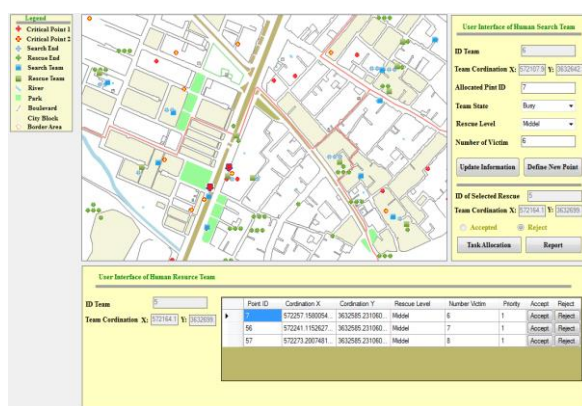 Legend
Critical Point 1
Critical Point 2
Search End
Rescue End
Search Team
Rescue Team
River
Park
Boulevard
City Block
Border Area
User Interface of Human Search Team
ID Team 6
Team Cordination X: 572107.9 Y: 3632642.
Allocated Pint ID 7
Team State Busy
Rescue Level Middel
Number of Victim 6
Update Information Define New Point
ID of Selected Rescue 5
Team Cordination X: 572164.1 Y: 3632699.
Accepted Reject
Task Allocation Report
User Interface of Human Resurce Team
ID Team 5
Team Cordination X: 572164.1 Y: 3632699.
Point ID Cordination X Cordination Y Rescue Level Number Victim Priority Accept Reject
7 572257.1580054... 3632585.231060... Middel 6 1 Accept Reject
56 572241.1152627... 3632585.231060... Middel 7 1 Accept Reject
57 572273.2007481... 3632585.231060... Middel 8 1 Accept Reject